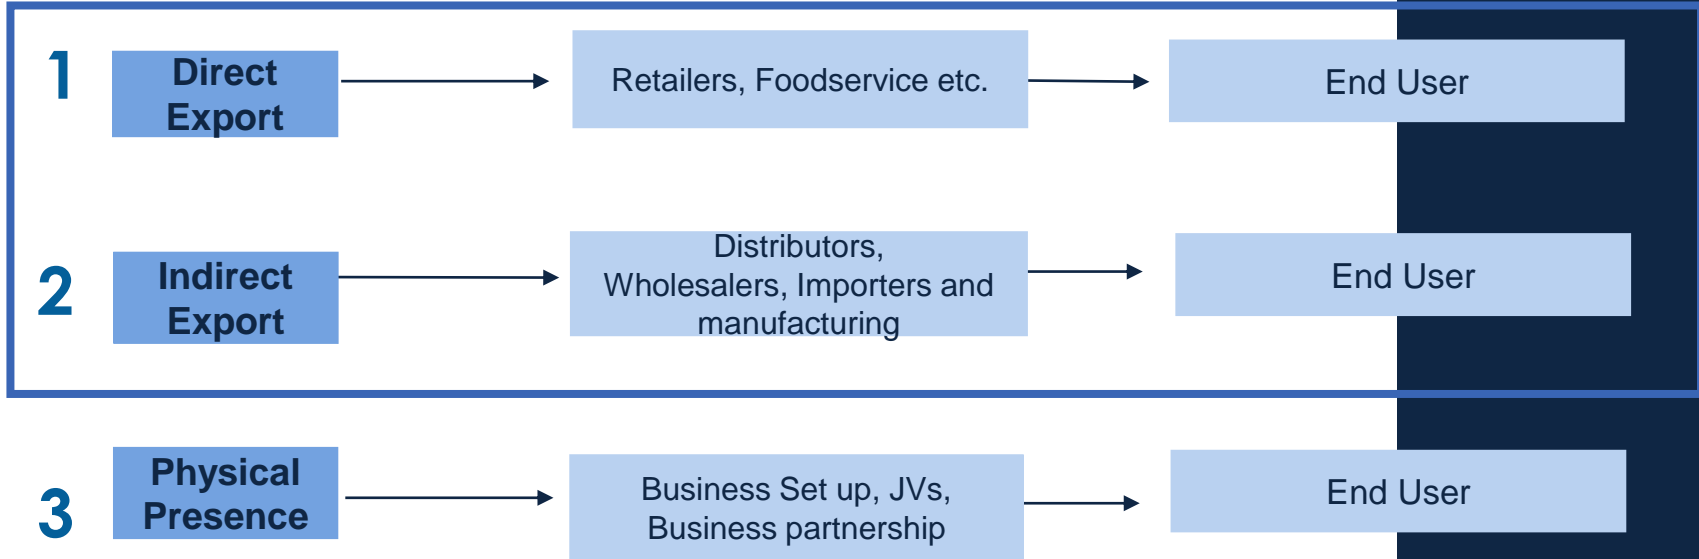 1
Direct
Export
Retailers, Foodservice etc.
End User
2
Indirect
Export
Distributors,
Wholesalers, Importers and
manufacturing
End User
3
Physical
Presence
Business Set up, JVs,
Business partnership
End User